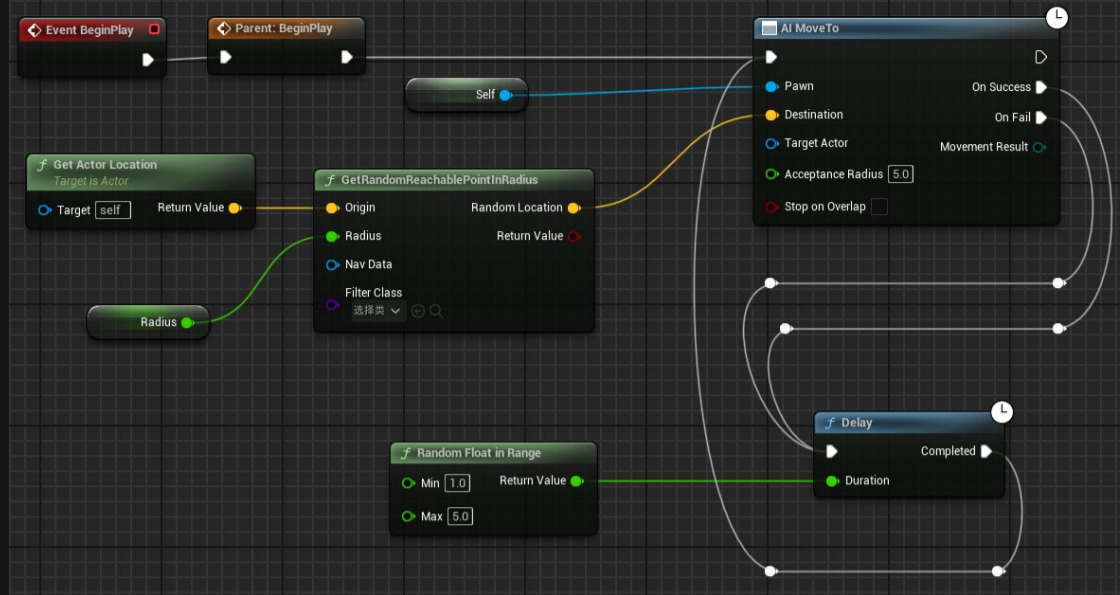 Event BeginPlay
Parent: BeginPlay
AI MoveTo
Pawn
On Success
Destination
On Fail
Target Actor
Movement Result
Acceptance Radius 5.0
Stop on Overlap
Self
f Get Actor Location
Target is Actor
Target self
Return Value
f GetRandomReachablePointInRadius
Origin
Random Location
Radius
Return Value
Nav Data
Filter Class
选择类
Radius
f Random Float in Range
Min 1.0
Return Value
Max 5.0
f Delay
Completed
Duration